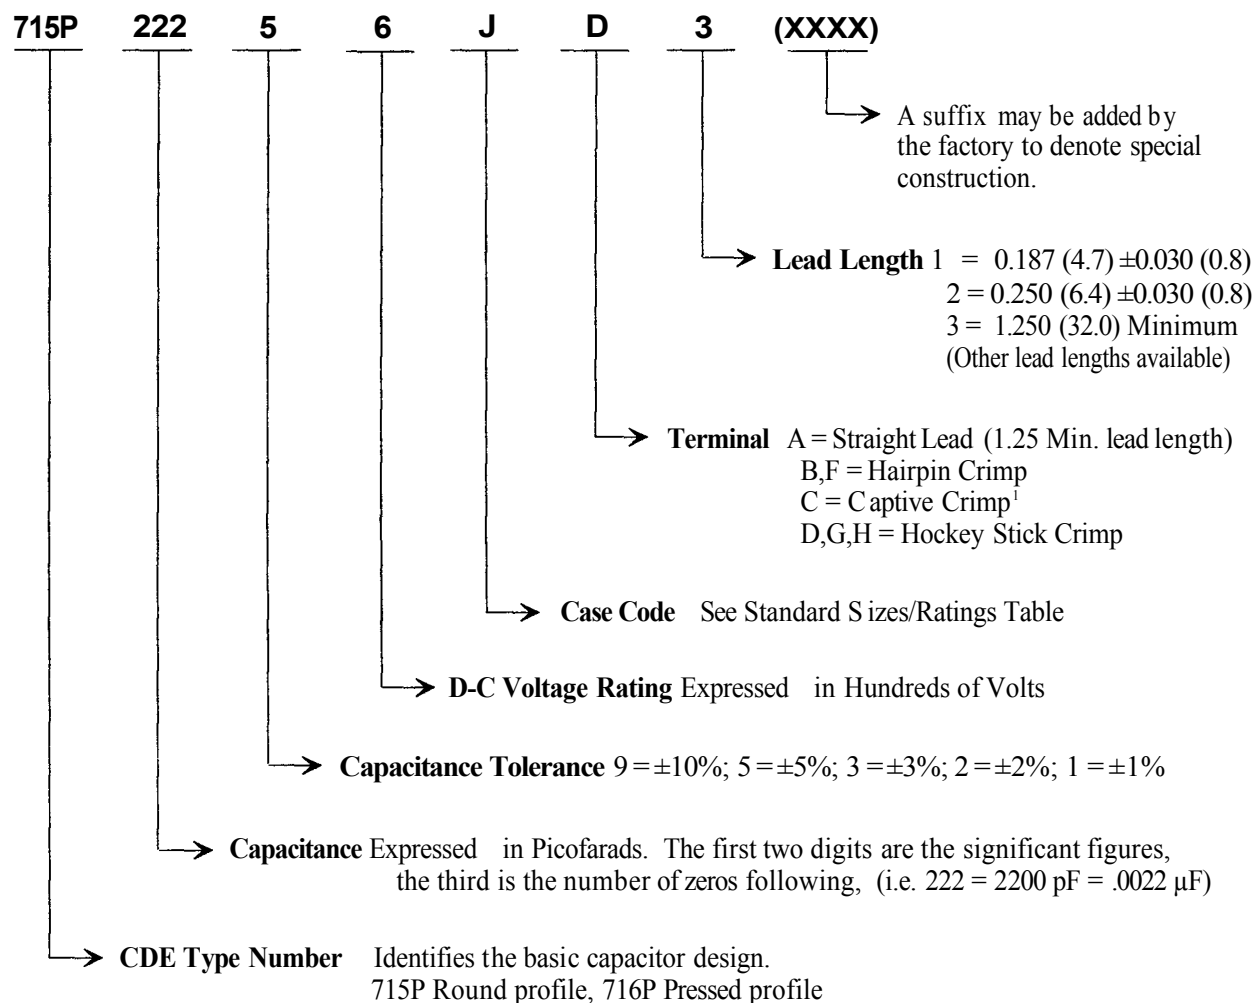 715P 222 5 6 J D 3 (XXXX)
A suffix may be added by
the factory to denote special
construction.
Lead Length 1 = 0.187 (4.7) ±0.030 (0.8)
2 = 0.250 (6.4) ±0.030 (0.8)
3 = 1.250 (32.0) Minimum
(Other lead lengths available)
Terminal A = Straight Lead (1.25 Min. lead length)
B,F = Hairpin Crimp
C = Captive Crimp¹
D,G,H = Hockey Stick Crimp
Case Code See Standard Sizes/Ratings Table
D-C Voltage Rating Expressed in Hundreds of Volts
Capacitance Tolerance 9 = ±10%; 5 = ±5%; 3 = ±3%; 2 = ±2%; 1 = ±1%
Capacitance Expressed in Picofarads. The first two digits are the significant figures,
the third is the number of zeros following, (i.e. 222 = 2200 pF = .0022 µF)
CDE Type Number Identifies the basic capacitor design.
715P Round profile, 716P Pressed profile